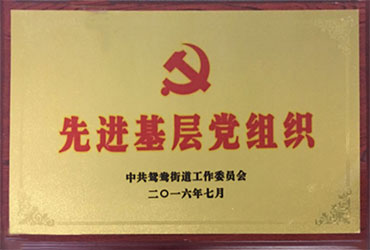 先进基层党组织
中共鸳鸯街道工作委员会
二〇一六年七月